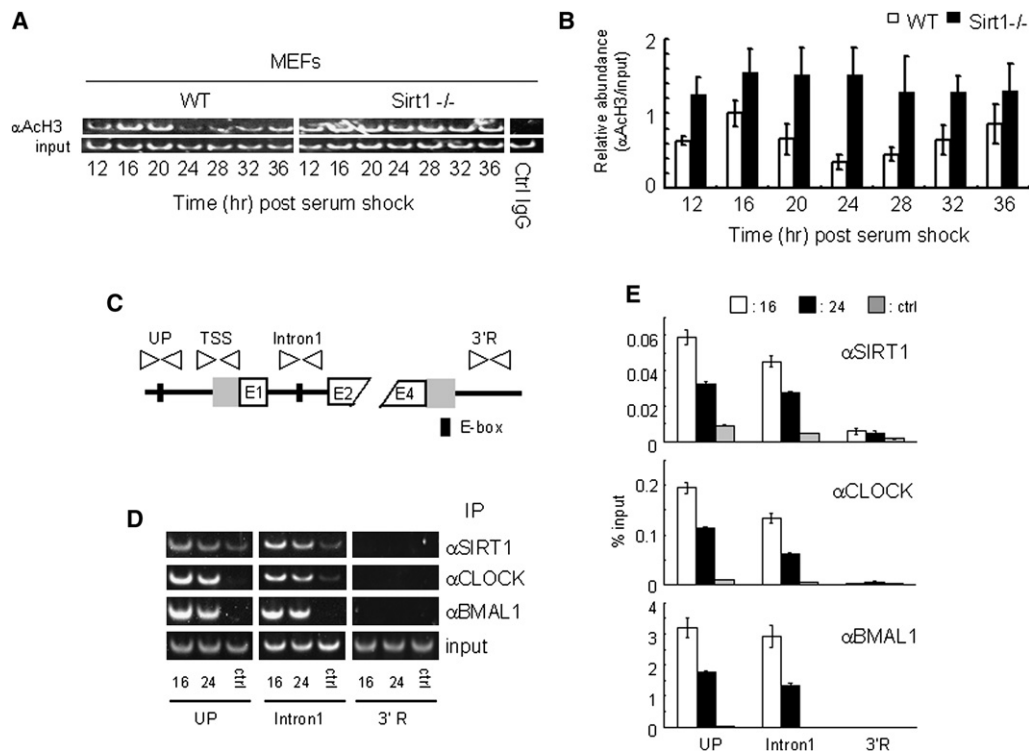 A
MEFs
WT Sirt1 -/-
αAcH3
input
12 16 20 24 28 32 36 12 16 20 24 28 32 36 Ctrl IgG
Time (hr) post serum shock
B
WT Sirt1-/-
Relative abundance
(αAcH3/input)
2
1
0
12 16 20 24 28 32 36
Time (hr) post serum shock
C
UP TSS Intron1 3'R
E1 E2 E4
E-box
D
IP
αSIRT1
αCLOCK
αBMAL1
input
16 24 ctrl 16 24 ctrl 16 24 ctrl
UP Intron1 3' R
E
: 16 : 24 : ctrl
αSIRT1
0.06
0.04
0.02
0
αCLOCK
0.2
0.1
0
% input
αBMAL1
4
3
2
1
0
UP Intron1 3'R